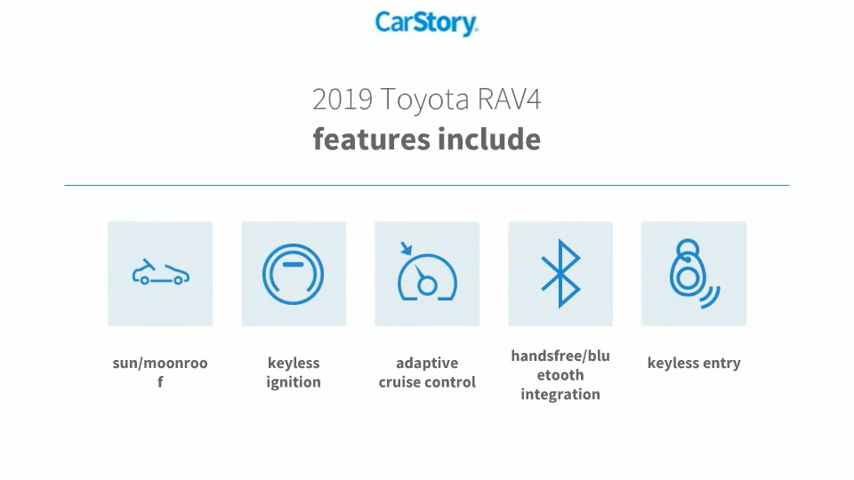 CarStory.
2019 Toyota RAV4
features include
sun/moonroo
f
keyless
ignition
adaptive
cruise control
handsfree/blu
etooth
integration
keyless entry